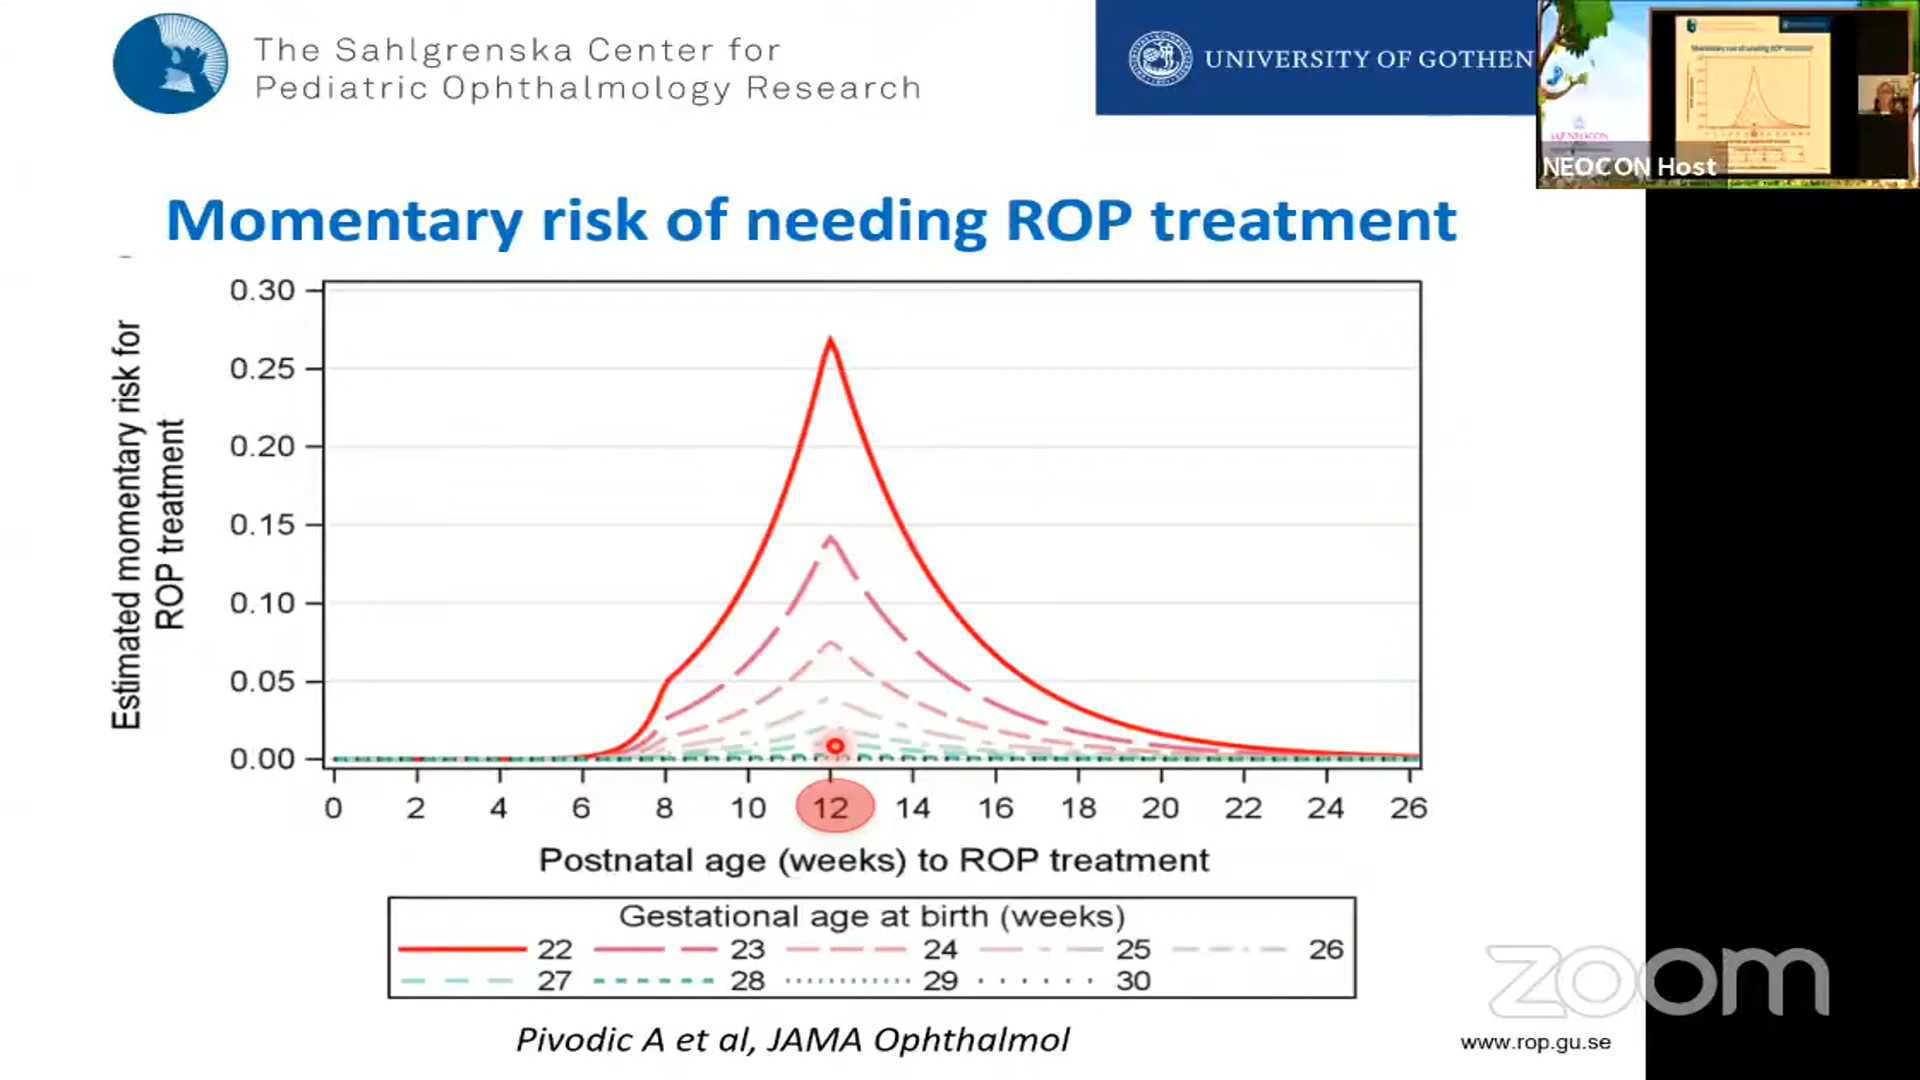 The Sahlgrenska Center for
Pediatric Ophthalmology Research
UNIVERSITY OF GOTHEN
NEOCON Host
Momentary risk of needing ROP treatment
Estimated momentary risk for
ROP treatment
0.30
0.25
0.20
0.15
0.10
0.05
0.00
0 2 4 6 8 10 12 14 16 18 20 22 24 26
Postnatal age (weeks) to ROP treatment
Gestational age at birth (weeks)
22 23 24 25 26
27 28 29 30
zoom
Pivodic A et al, JAMA Ophthalmol
www.rop.gu.se